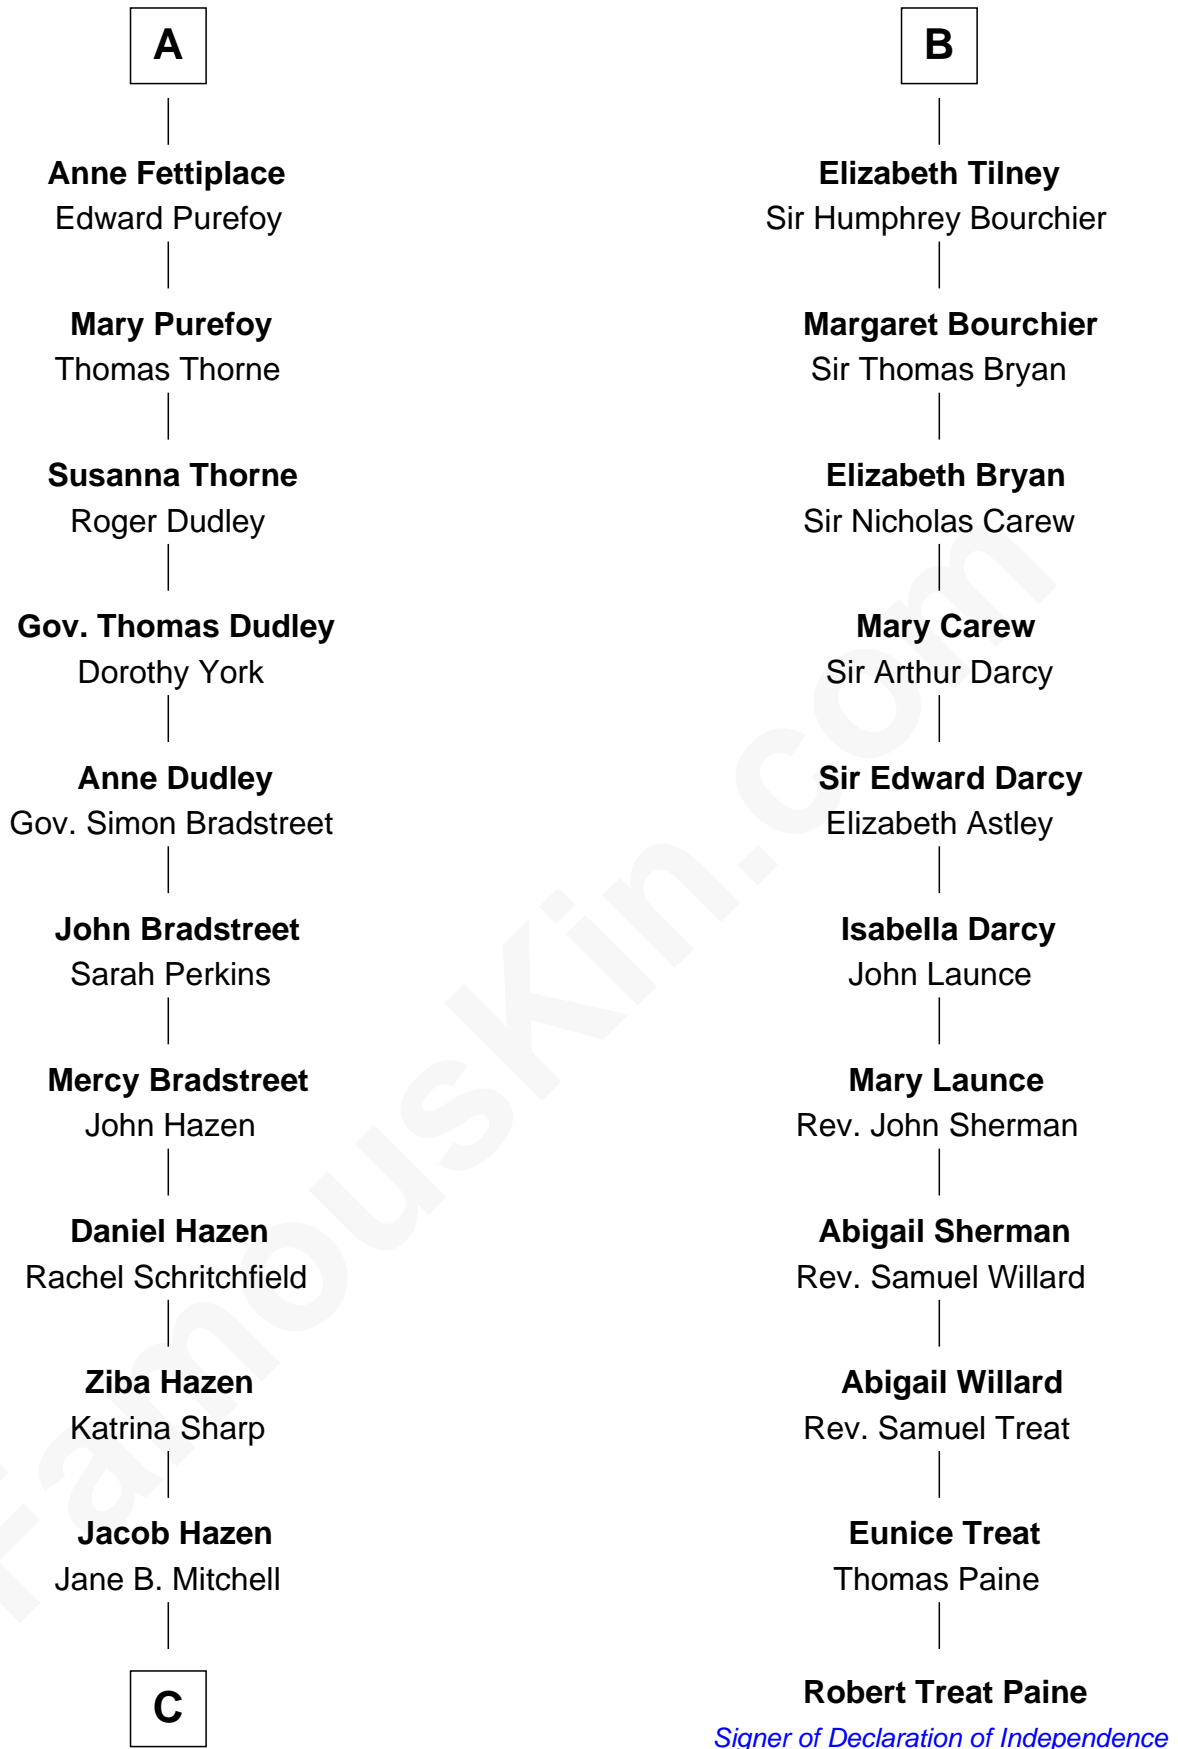 A
Anne Fettiplace
Edward Purefoy
Mary Purefoy
Thomas Thorne
Susanna Thorne
Roger Dudley
Gov. Thomas Dudley
Dorothy York
Anne Dudley
Gov. Simon Bradstreet
John Bradstreet
Sarah Perkins
Mercy Bradstreet
John Hazen
Daniel Hazen
Rachel Schritchfield
Ziba Hazen
Katrina Sharp
Jacob Hazen
Jane B. Mitchell
C
B
Elizabeth Tilney
Sir Humphrey Bourchier
Margaret Bourchier
Sir Thomas Bryan
Elizabeth Bryan
Sir Nicholas Carew
Mary Carew
Sir Arthur Darcy
Sir Edward Darcy
Elizabeth Astley
Isabella Darcy
John Launce
Mary Launce
Rev. John Sherman
Abigail Sherman
Rev. Samuel Willard
Abigail Willard
Rev. Samuel Treat
Eunice Treat
Thomas Paine
Robert Treat Paine
Signer of Declaration of Independence
FamousKin.com